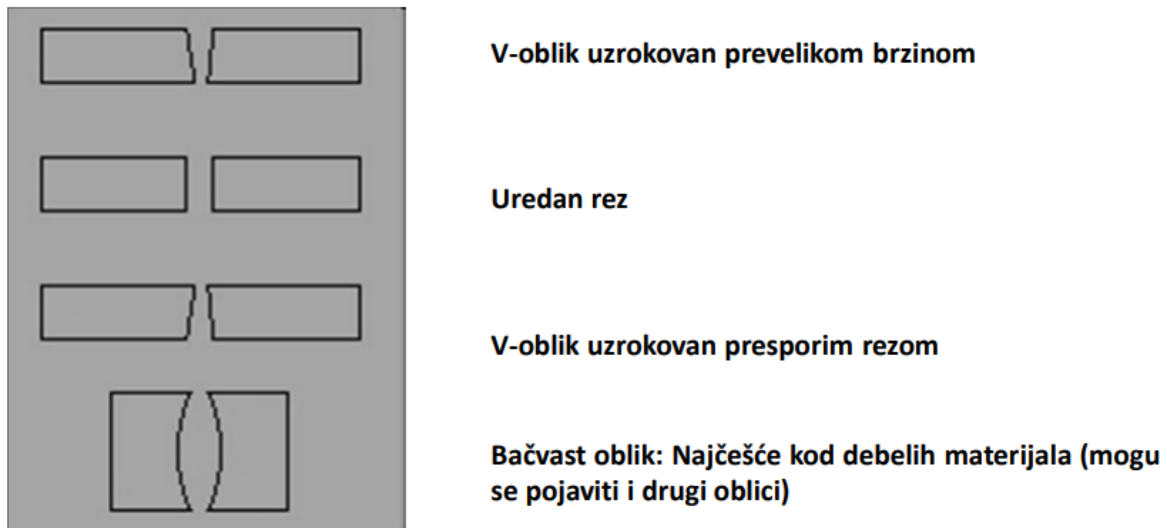 V-oblik uzrokovan prevelikom brzinom
Uredan rez
V-oblik uzrokovan presporim rezom
Bačvast oblik: Najčešće kod debelih materijala (mogu
se pojaviti i drugi oblici)